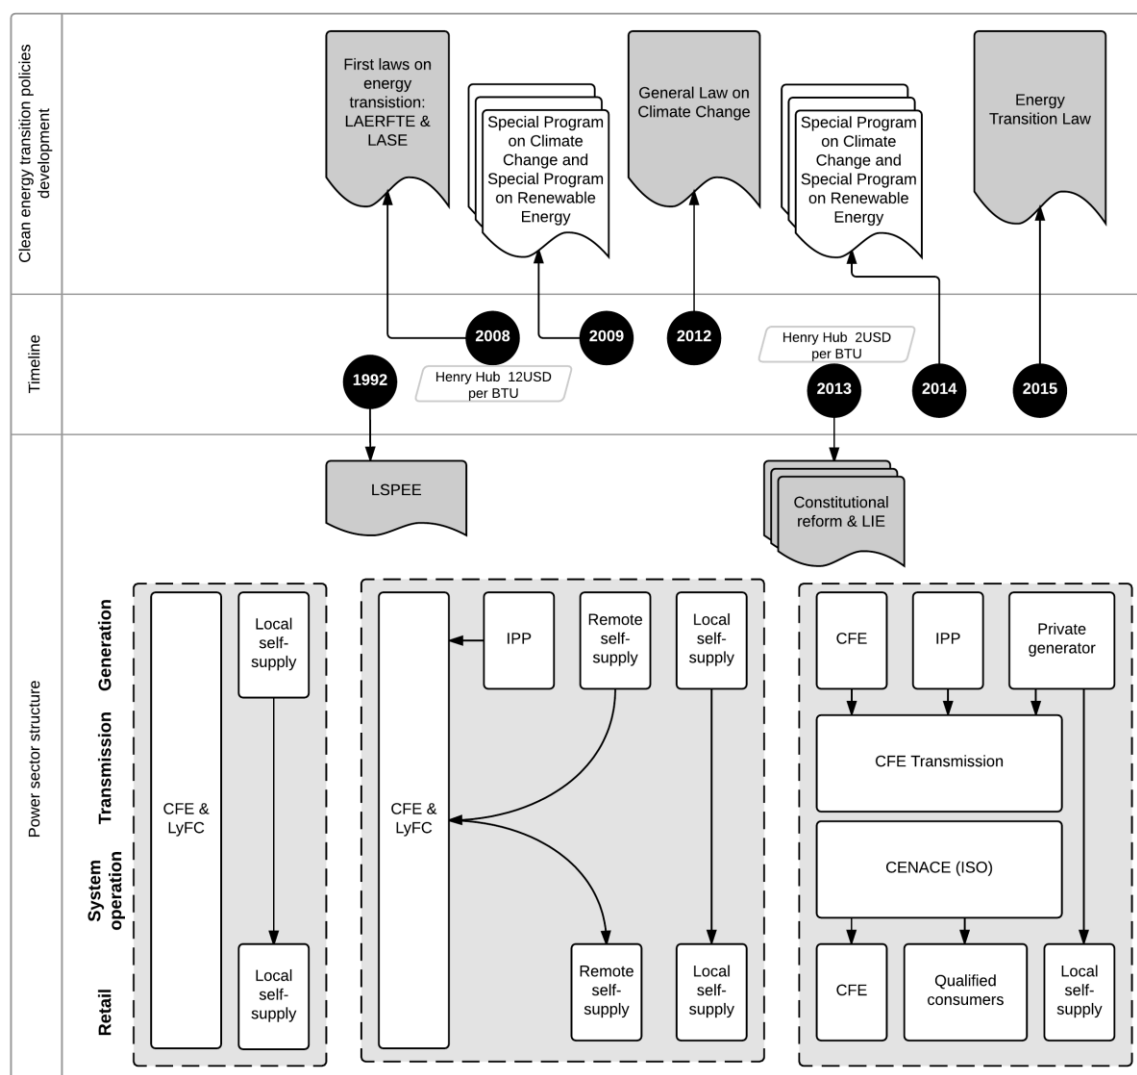 Clean energy transition policies
development
First laws on
energy
transistion:
LAERFTE &
LASE
Special Program
on Climate
Change and
Special Program
on Renewable
Energy
General Law on
Climate Change
Special Program
on Climate
Change and
Special Program
on Renewable
Energy
Energy
Transition Law
Timeline
1992
2008
Henry Hub 12USD
per BTU
2009
2012
Henry Hub 2USD
per BTU
2013
2014
2015
Power sector structure
LSPEE
Constitutional
reform & LIE
Generation
Transmission
System
operation
Retail
CFE &
LyFC
Local
self-
supply
Local
self-
supply
CFE &
LyFC
IPP
Remote
self-
supply
Local
self-
supply
Remote
self-
supply
Local
self-
supply
CFE
IPP
Private
generator
CFE Transmission
CENACE (ISO)
CFE
Qualified
consumers
Local
self-
supply